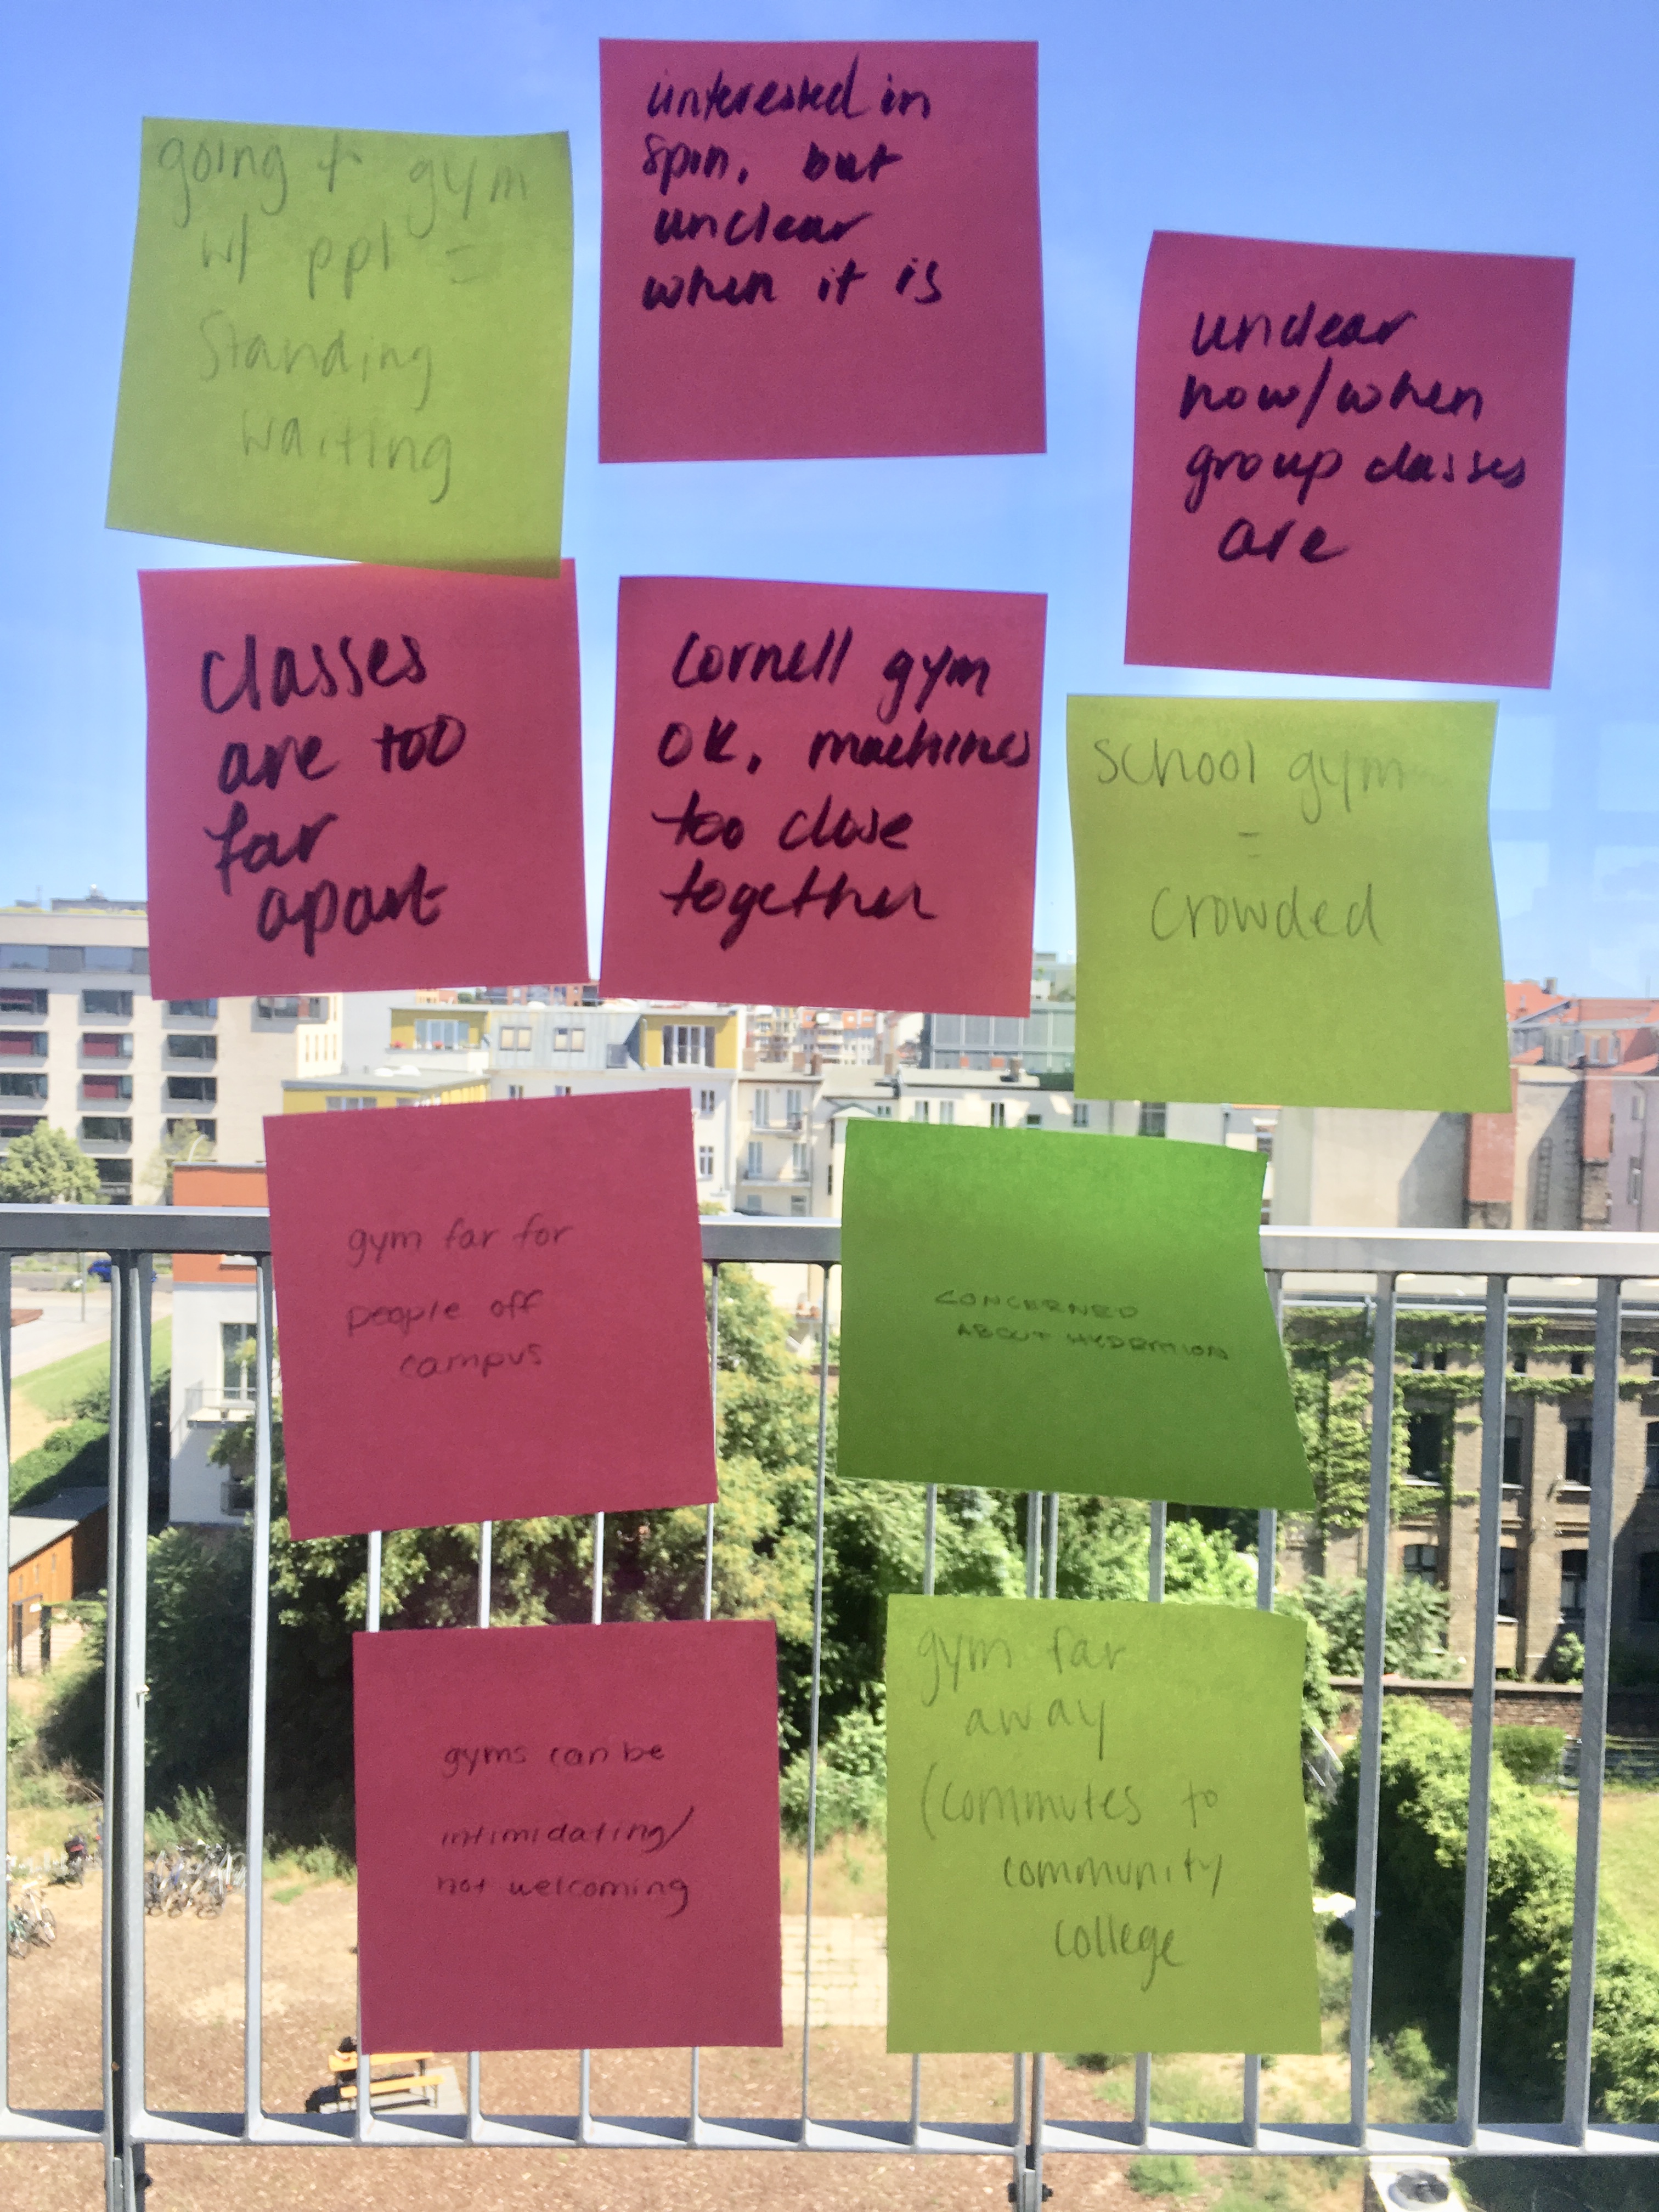 going t gym
w/ ppl =
standing
waiting
interested in
spin, but
unclear
when it is
unclear
how/when
group classes
are
classes
are too
far
apart
Cornell gym
OK, machines
too close
together
school gym
=
crowded
gym far for
people off
campus
CONCERNED
ABOUT HYDRATION
gyms can be
intimidating/
not welcoming
gym far
away
(commutes to
community
college